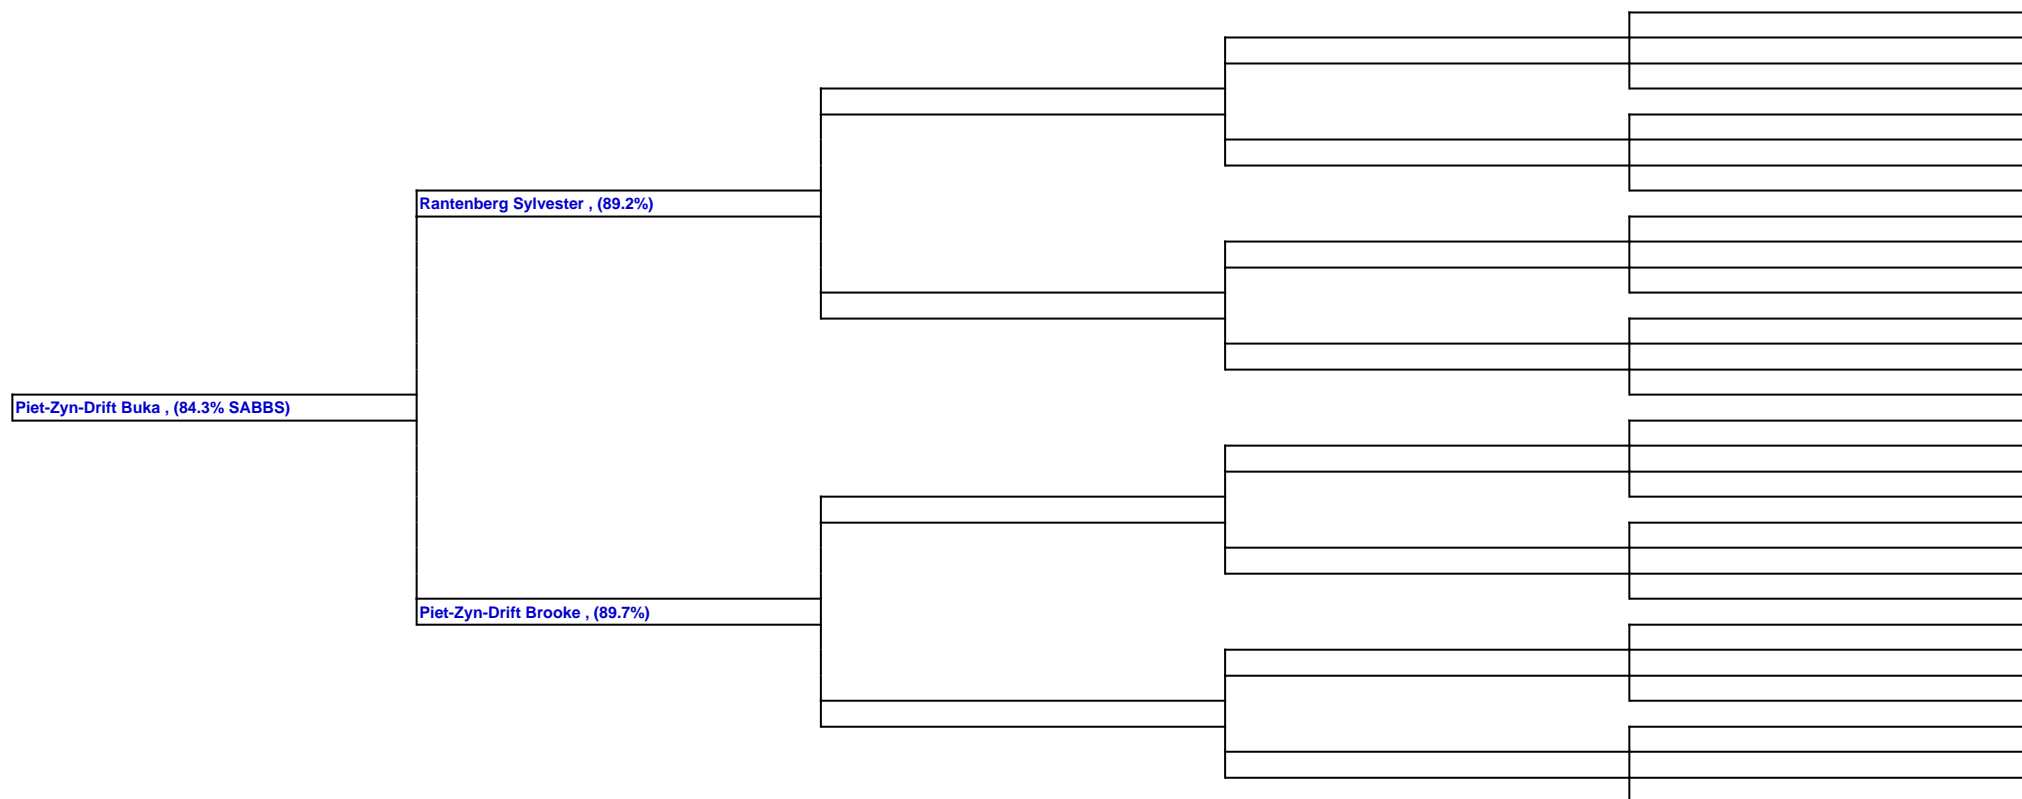 Rantenberg Sylvester , (89.2%)
Piet-Zyn-Drift Buka , (84.3% SABBS)
Piet-Zyn-Drift Brooke , (89.7%)